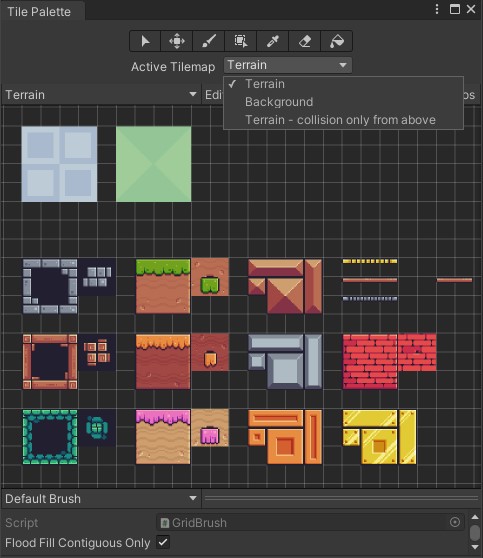 Tile Palette
Active Tilemap Terrain
Terrain
Terrain
Background
Terrain - collision only from above
Default Brush
Script GridBrush
Flood Fill Contiguous Only